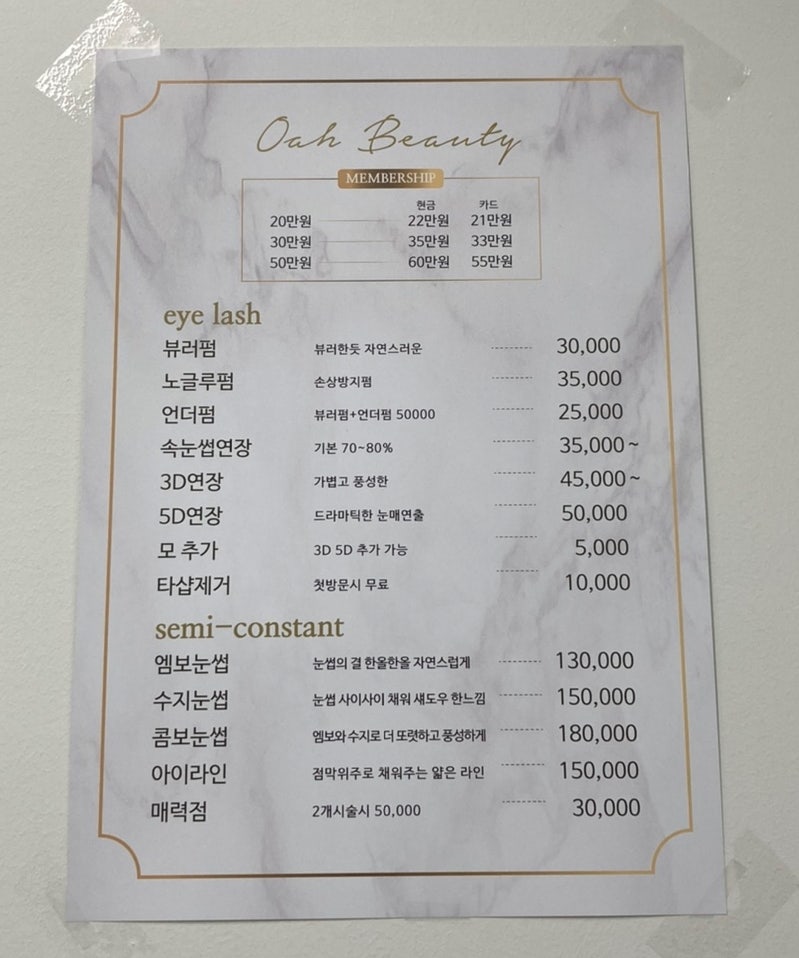 Oah Beauty
MEMBERSHIP
현금 카드
20만원 22만원 21만원
30만원 35만원 33만원
50만원 60만원 55만원
eye lash
뷰러펌 뷰러한듯 자연스러운 ------- 30,000
노글루펌 손상방지펌 ------- 35,000
언더펌 뷰러펌+언더펌 50000 ------- 25,000
속눈썹연장 기본 70~80% ------- 35,000~
3D연장 가볍고 풍성한 ------- 45,000~
5D연장 드라마틱한 눈매연출 ------- 50,000
모 추가 3D 5D 추가 가능 ------- 5,000
타샵제거 첫방문시 무료 ------- 10,000
semi-constant
엠보눈썹 눈썹의 결 한올한올 자연스럽게 ------- 130,000
수지눈썹 눈썹 사이사이 채워 섀도우 한느낌 ------- 150,000
콤보눈썹 엠보와 수지로 더 또렷하고 풍성하게 ------- 180,000
아이라인 점막위주로 채워주는 얇은 라인 ------- 150,000
매력점 2개시술시 50,000 ------- 30,000